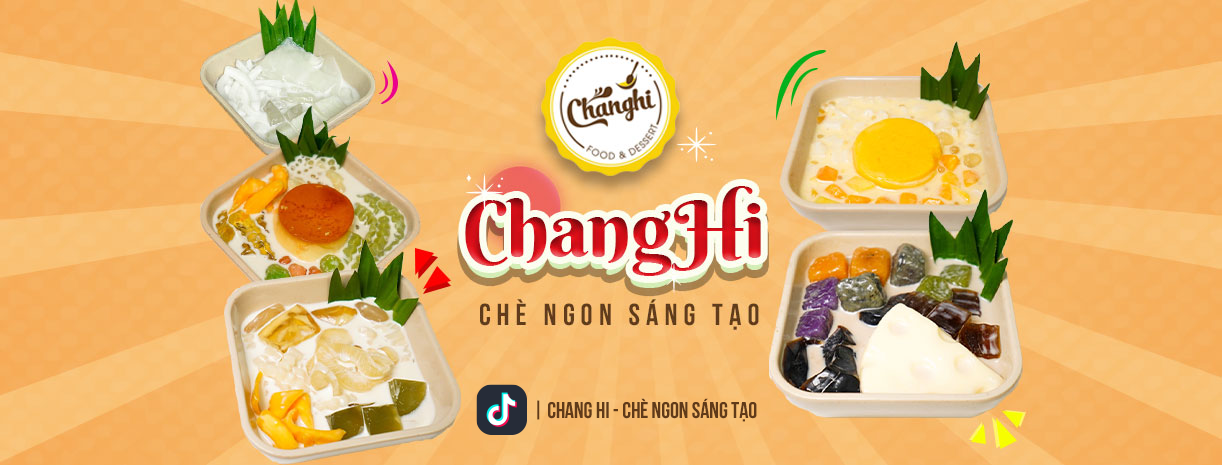 Changhi
FOOD & DESSERT
ChangHi
CHÈ NGON SÁNG TẠO
| CHANG HI - CHÈ NGON SÁNG TẠO